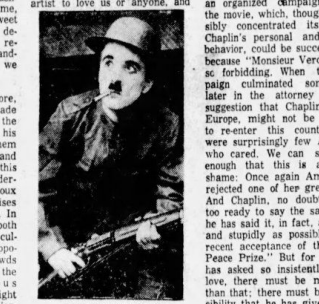 artist to love us or anyone, and
me,
weet
de-
re-
and-
we
ore,
ade
the
his
hem
and
this
der-
oux
ises
In
both
cul-
opo-
wds
the
us
ight
an organized campaign
the movie, which, though
sibly concentrated its
Chaplin's personal and
behavior, could be succe
because "Monsieur Verd
so forbidding. When t
paign culminated som
later in the attorney
suggestion that Chaplin
Europe, might not be
to re-enter this count
were surprisingly few A
who cared. We can s
enough that this is a
shame: Once again Am
rejected one of her grea
And Chaplin, no doubt
too ready to say the sa
he has said it, in fact, a
and stupidly as possib
recent acceptance of th
Peace Prize." But for
has asked so insistentl
love, there must be m
than that; there must b
sibility that he has giv